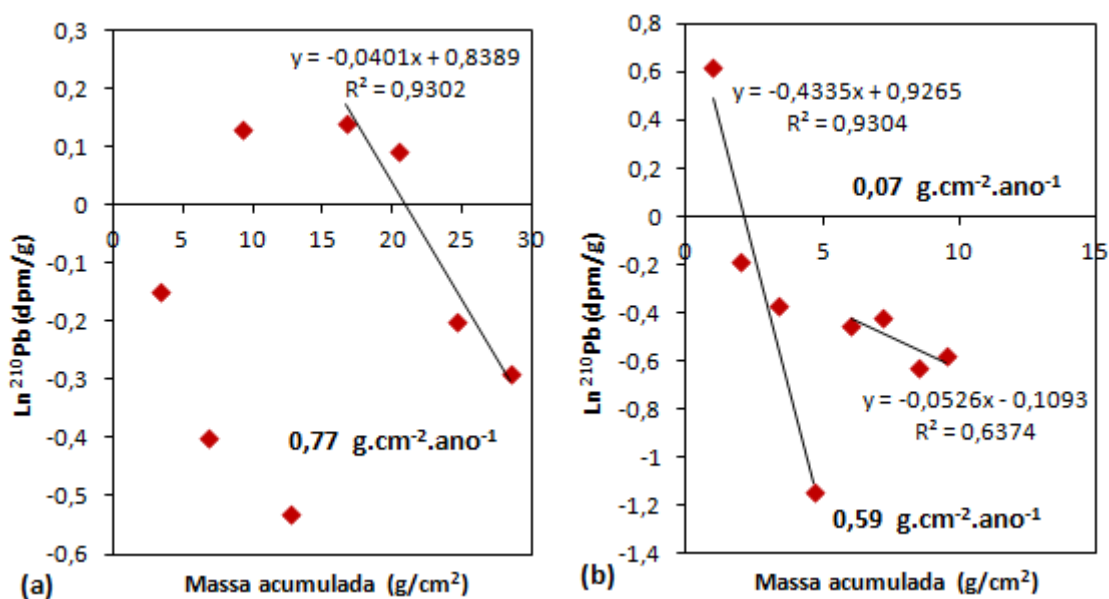 0,3
0,2
0,1
0
-0,1
-0,2
-0,3
-0,4
-0,5
-0,6
0 5 10 15 20 25 30
y = -0,0401x + 0,8389
R² = 0,9302
0,77 g.cm⁻².ano⁻¹
Ln ²¹⁰Pb (dpm/g)
Massa acumulada (g/cm²)
(a)
0,8
0,6
0,4
0,2
0
-0,2
-0,4
-0,6
-0,8
-1
-1,2
-1,4
0 5 10 15
y = -0,4335x + 0,9265
R² = 0,9304
0,07 g.cm⁻².ano⁻¹
y = -0,0526x - 0,1093
R² = 0,6374
0,59 g.cm⁻².ano⁻¹
Ln ²¹⁰Pb (dpm/g)
Massa acumulada (g/cm²)
(b)